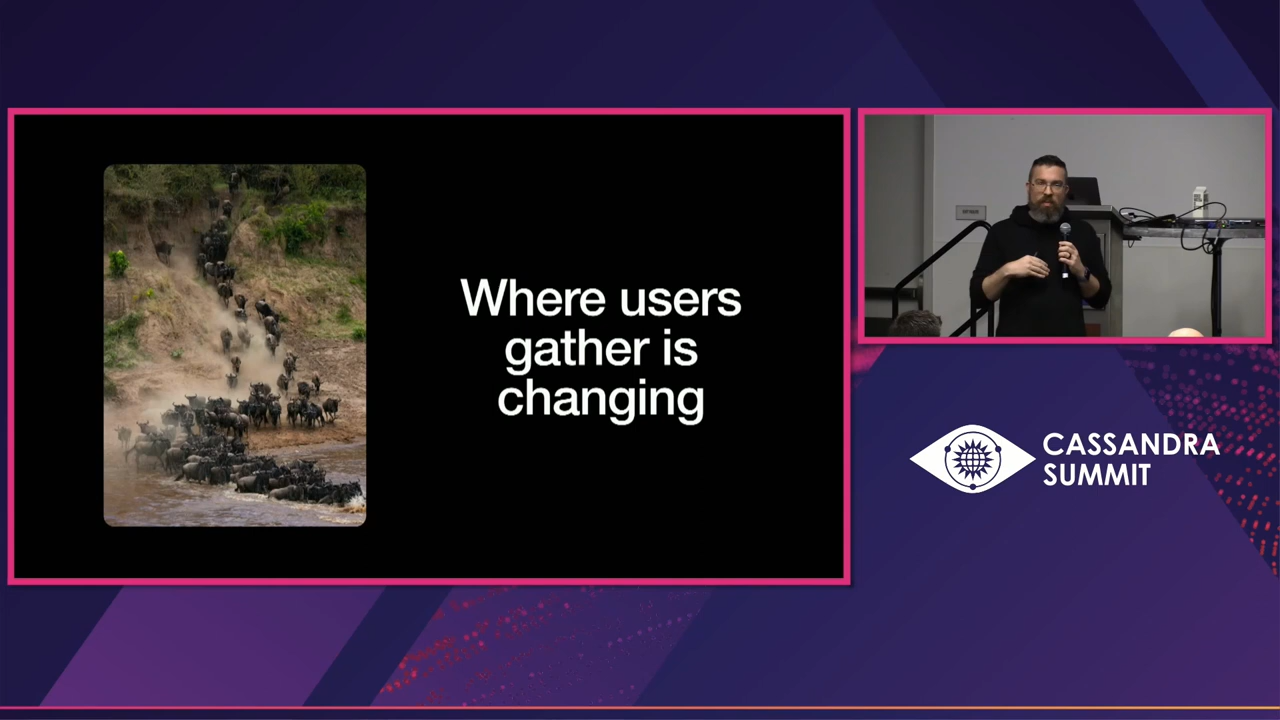 Where users
gather is
changing
CASSANDRA
SUMMIT